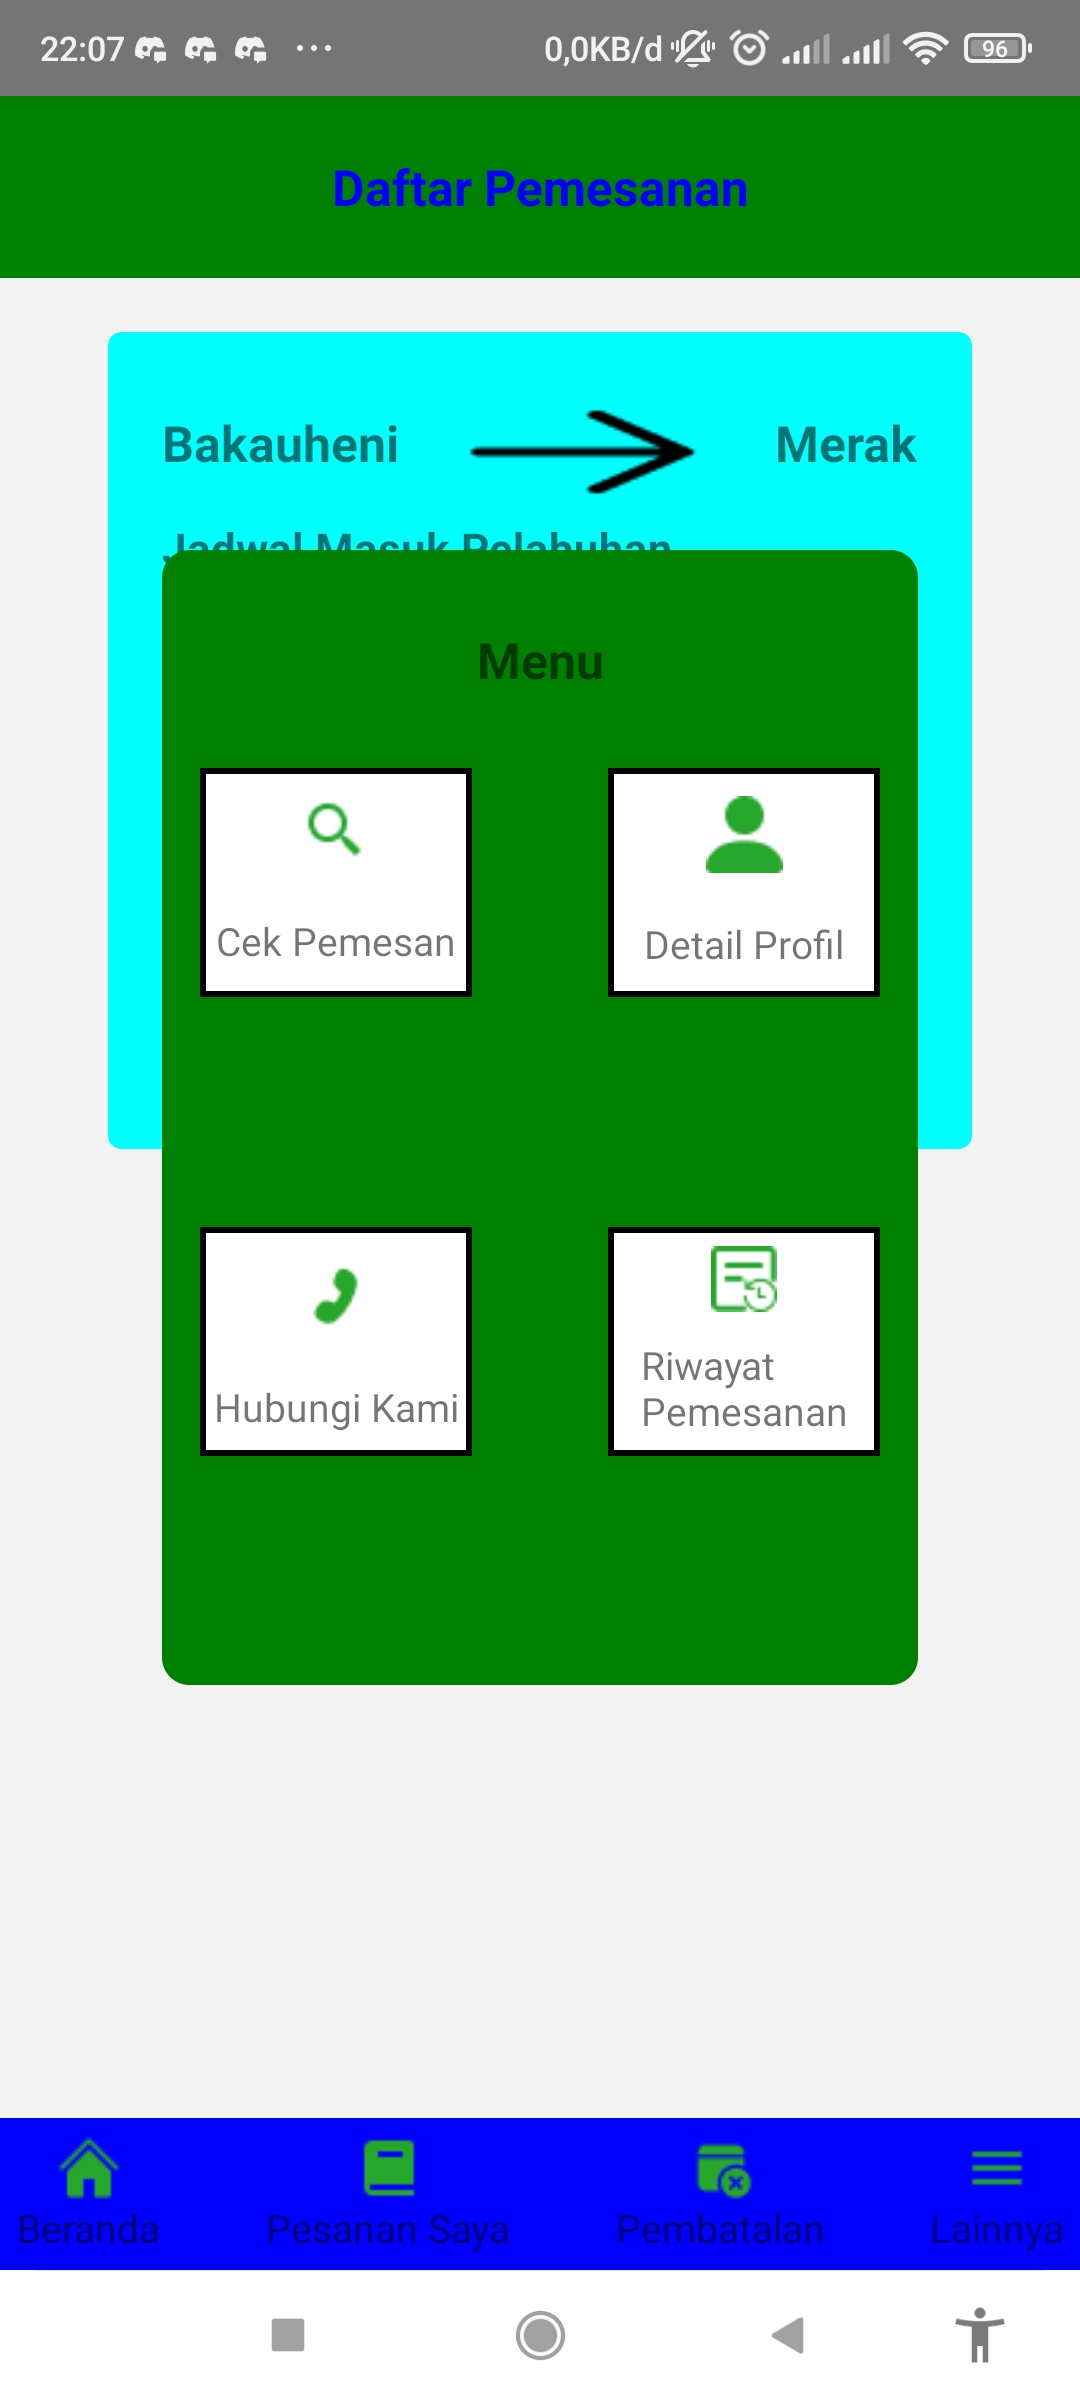 22:07 ... 0,0KB/d 96
Daftar Pemesanan
Bakauheni Merak
Jadwal Masuk Pelabuhan
Menu
Cek Pemesan Detail Profil
Hubungi Kami Riwayat
Pemesanan
Beranda Pesanan Saya Pembatalan Lainnya